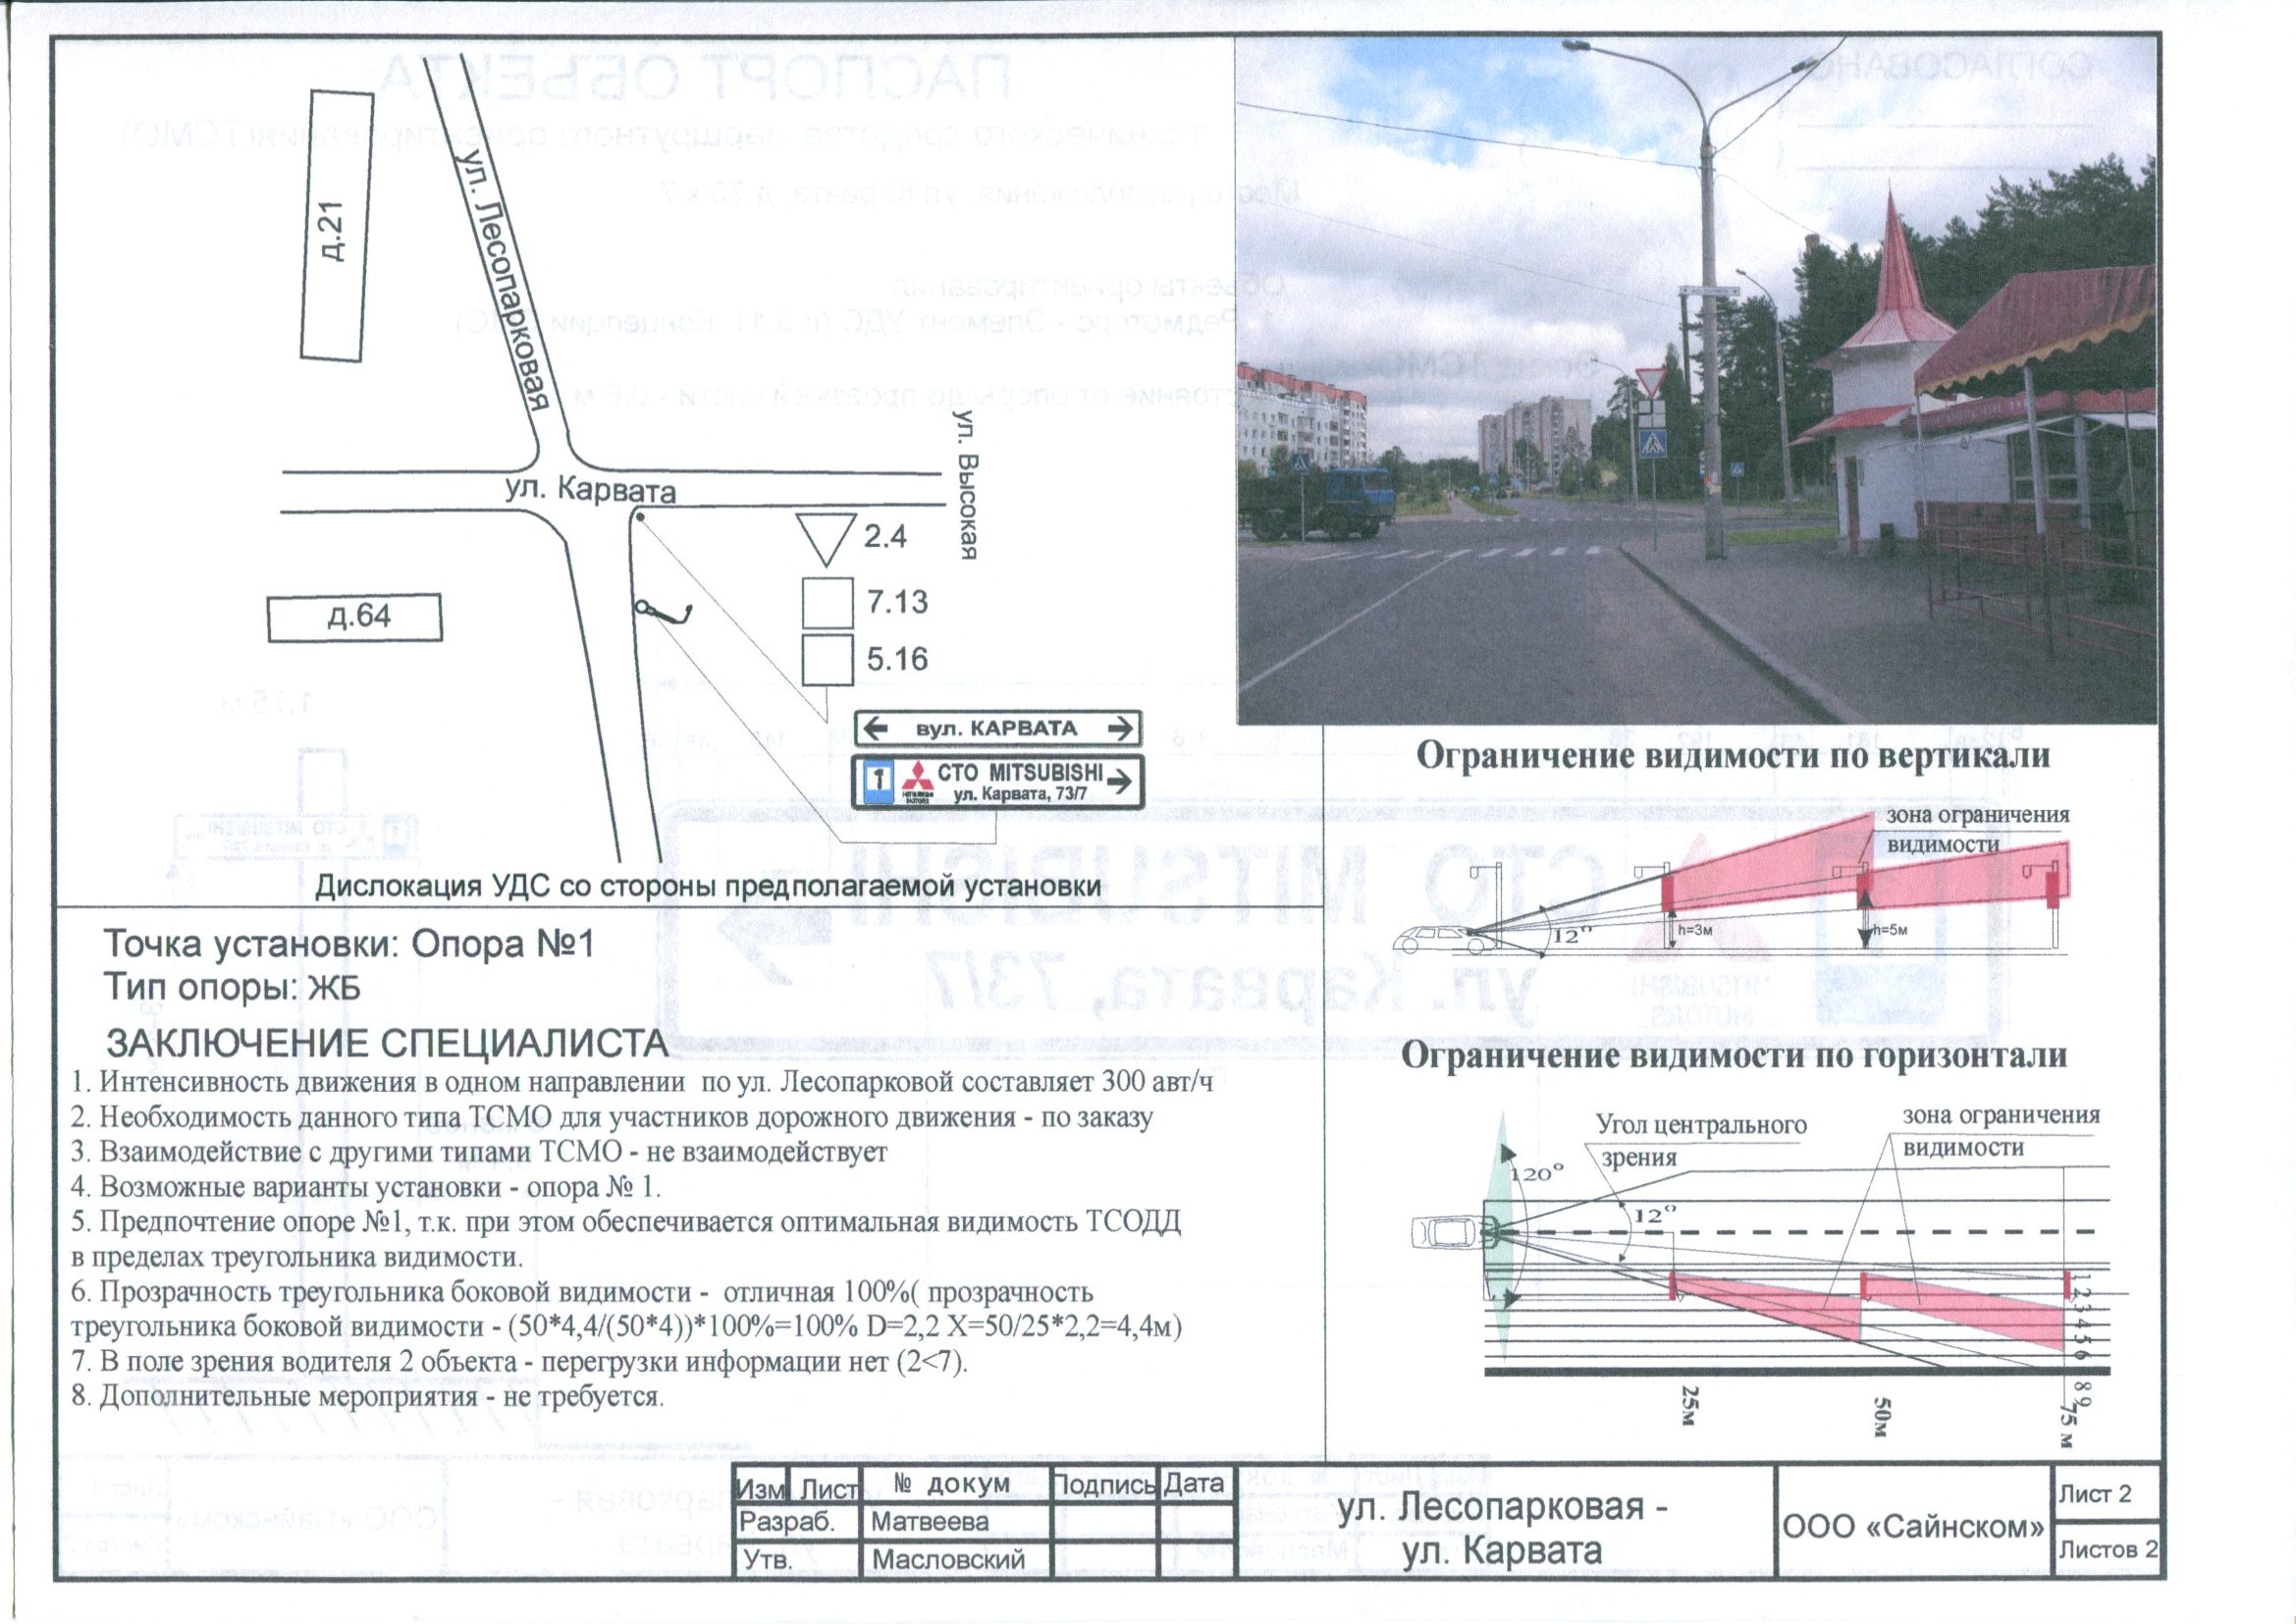 д.21
ул. Лесопарковая
ул. Высокая
ул. Карвата
2.4
7.13
5.16
д.64
вул. КАРВАТА
1 MITSUBISHI MOTORS СТО MITSUBISHI
ул. Карвата, 73/7
Дислокация УДС со стороны предполагаемой установки
Точка установки: Опора №1
Тип опоры: ЖБ
ЗАКЛЮЧЕНИЕ СПЕЦИАЛИСТА
1. Интенсивность движения в одном направлении по ул. Лесопарковой составляет 300 авт/ч
2. Необходимость данного типа ТСМО для участников дорожного движения - по заказу
3. Взаимодействие с другими типами ТСМО - не взаимодействует
4. Возможные варианты установки - опора № 1.
5. Предпочтение опоре №1, т.к. при этом обеспечивается оптимальная видимость ТСОДД
в пределах треугольника видимости.
6. Прозрачность треугольника боковой видимости - отличная 100%( прозрачность
треугольника боковой видимости - (50*4,4/(50*4))*100%=100% D=2,2 X=50/25*2,2=4,4м)
7. В поле зрения водителя 2 объекта - перегрузки информации нет (2<7).
8. Дополнительные мероприятия - не требуется.
Ограничение видимости по вертикали
зона ограничения
видимости
12°
h=3м
h=5м
Ограничение видимости по горизонтали
Угол центрального
зрения
зона ограничения
видимости
120°
12°
1 2 3 4 5 6 8 9
25м
50м
75 м
Изм Лист № докум Подпись Дата
Разраб. Матвеева
Утв. Масловский
ул. Лесопарковая -
ул. Карвата
ООО «Сайнском»
Лист 2
Листов 2